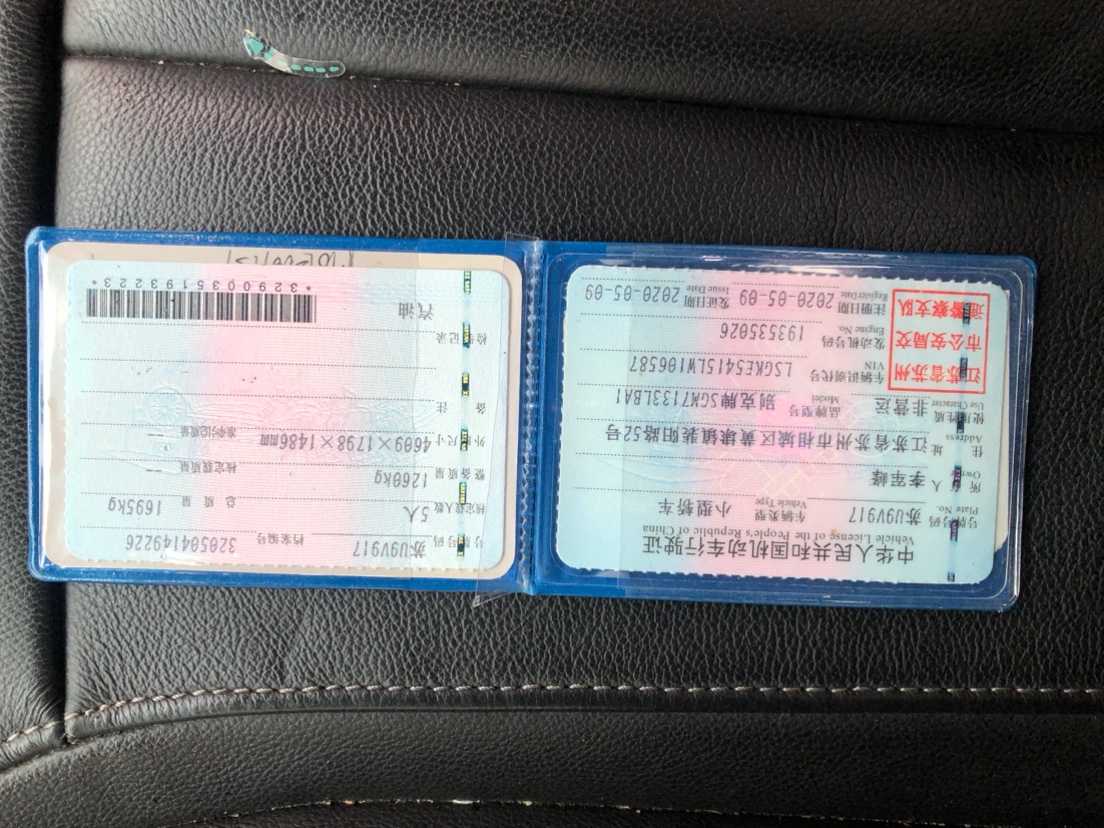 中华人民共和国机动车行驶证
Vehicle License of the People's Republic of China
号牌号码 苏U9V917 车辆类型 小型轿车
Plate No. Vehicle Type
所有人 李车峰
Owner
住址 江苏省苏州市相城区黄埭镇裴阳路52号
Address
使用性质 非营运 品牌型号 别克牌SGM7133LBA1
Use Character Model
江苏省苏州
市公安局交
通警察支队
车辆识别代号 LSGKE5415LW106587
VIN
发动机号码 193535026
Engine No.
注册日期 2020-05-09 发证日期 2020-05-09
Register Date Issue Date
号牌号码 苏U9V917 档案编号 320504149226
核定载人数 5人 总质量 1695kg
整备质量 1260kg 核定载质量 --
外廓尺寸 4669×1798×1486mm 准牵引总质量 --
备注
检验记录
汽油
*3290035193223*